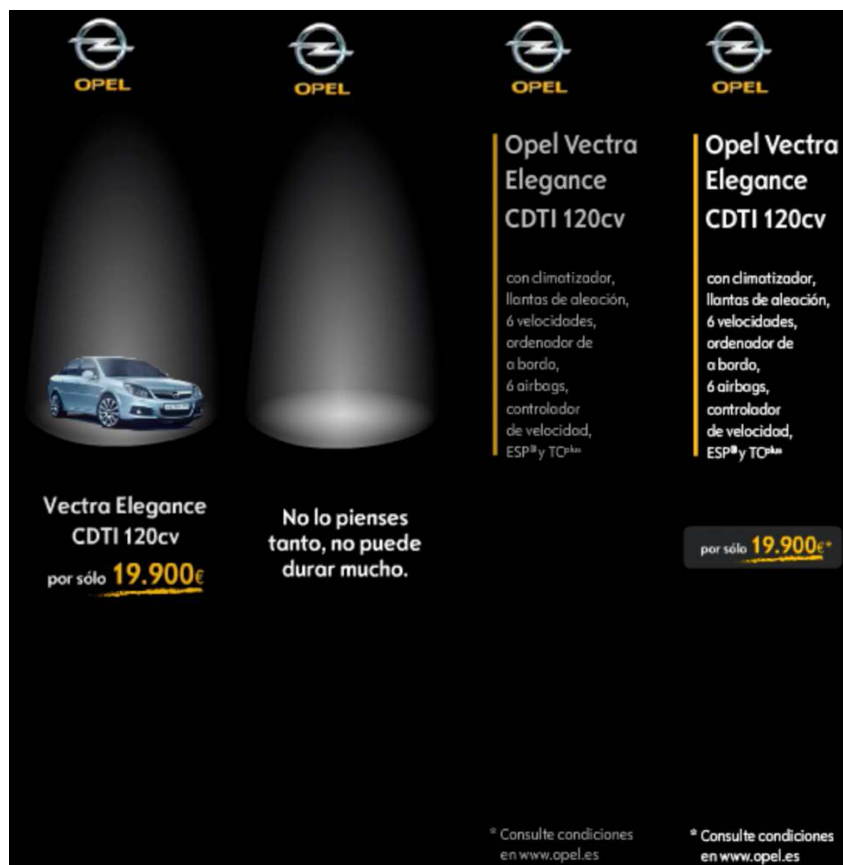 OPEL
Vectra Elegance
CDTI 120cv
por sólo 19.900€
OPEL
No lo pienses
tanto, no puede
durar mucho.
OPEL
Opel Vectra
Elegance
CDTI 120cv
con climatizador,
llantas de aleación,
6 velocidades,
ordenador de
a bordo,
6 airbags,
controlador
de velocidad,
ESP® y TCplus
* Consulte condiciones
en www.opel.es
OPEL
Opel Vectra
Elegance
CDTI 120cv
con climatizador,
llantas de aleación,
6 velocidades,
ordenador de
a bordo,
6 airbags,
controlador
de velocidad,
ESP® y TCplus
por sólo 19.900€*
* Consulte condiciones
en www.opel.es